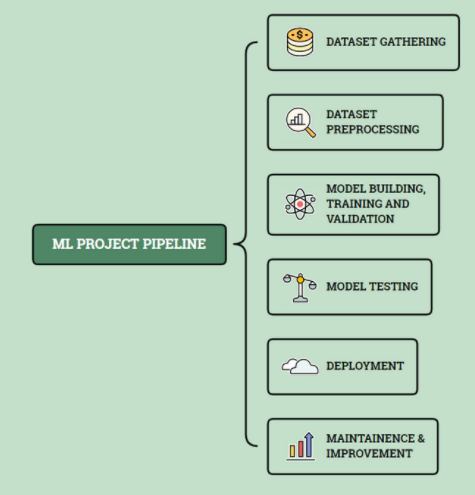 DATASET GATHERING
DATASET
PREPROCESSING
MODEL BUILDING,
TRAINING AND
VALIDATION
ML PROJECT PIPELINE
MODEL TESTING
DEPLOYMENT
MAINTAINENCE &
IMPROVEMENT